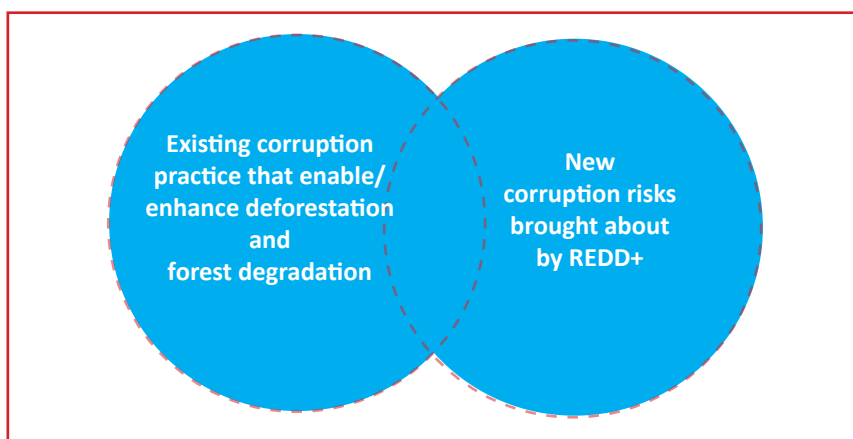 Existing corruption
practice that enable/
enhance deforestation
and
forest degradation
New
corruption risks
brought about
by REDD+